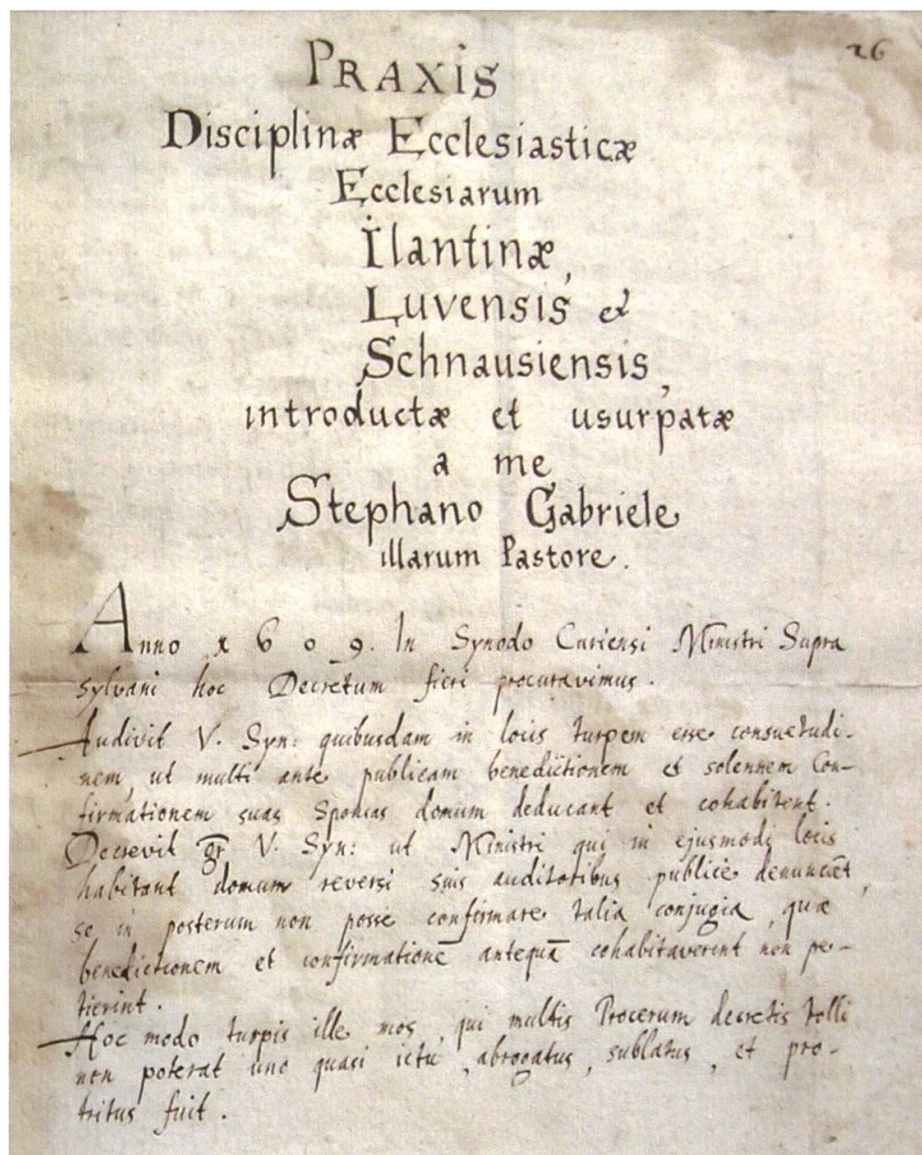 26
PRAXIS
Disciplinæ Ecclesiasticæ
Ecclesiarum
Ilantinæ,
Luvensis et
Schnausiensis,
introductæ et usurpatæ
a me
Stephano Gabriele
illarum Pastore.
Anno 1609. In Synodo Curiensi Ministri Supra
sylvani hoc Decretum fieri procuravimus.
Audivit V. Syn: quibusdam in locis turpem esse consuetudi-
nem, ut multi ante publicam benedictionem et solennem Con-
firmationem suas Sponsas domum deducant et cohabitent.
Decrevit V. Syn: ut Ministri qui in ejusmodi locis
habitant domum reversi suis auditoribus publicè denunciēt,
se in posterum non posse confirmare talia conjugia, quæ
benedictionem et confirmationē antequā cohabitaverint non pe-
tierint.
Hoc modo turpis ille mos, qui multis Procerum decretis tolli
non poterat uno quasi ictu, abrogatus, sublatus, et pro-
tritus fuit.